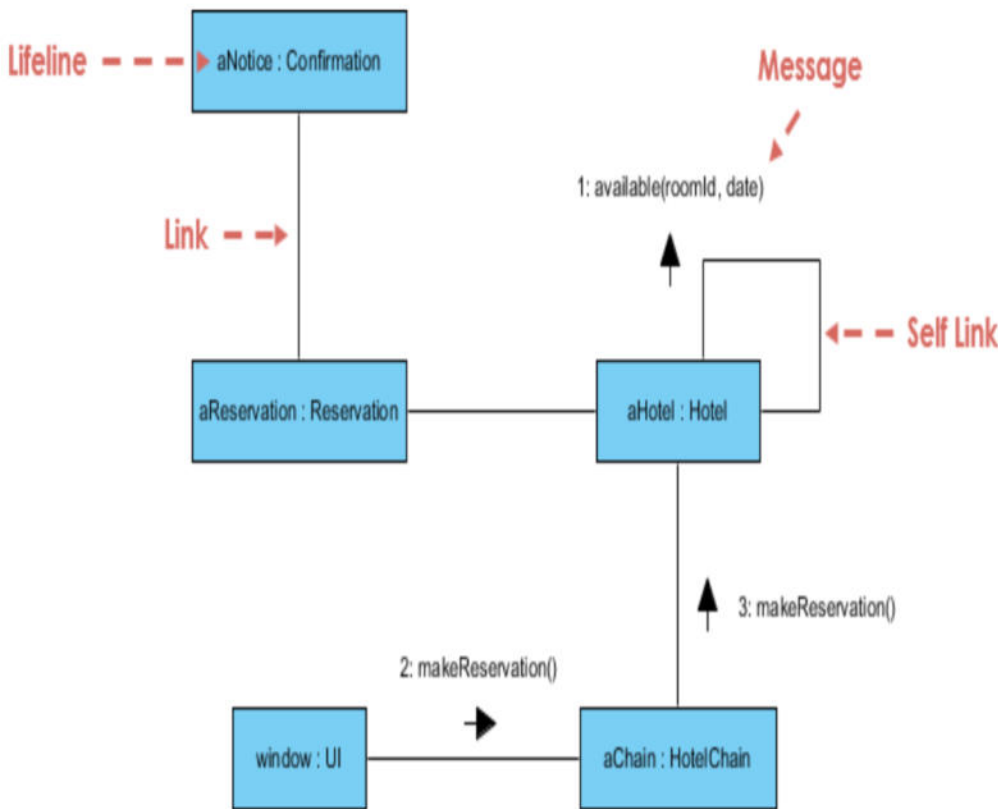 Lifeline
aNotice : Confirmation
Message
1: available(roomId, date)
Link
Self Link
aReservation : Reservation
aHotel : Hotel
3: makeReservation()
2: makeReservation()
window : UI
aChain : HotelChain